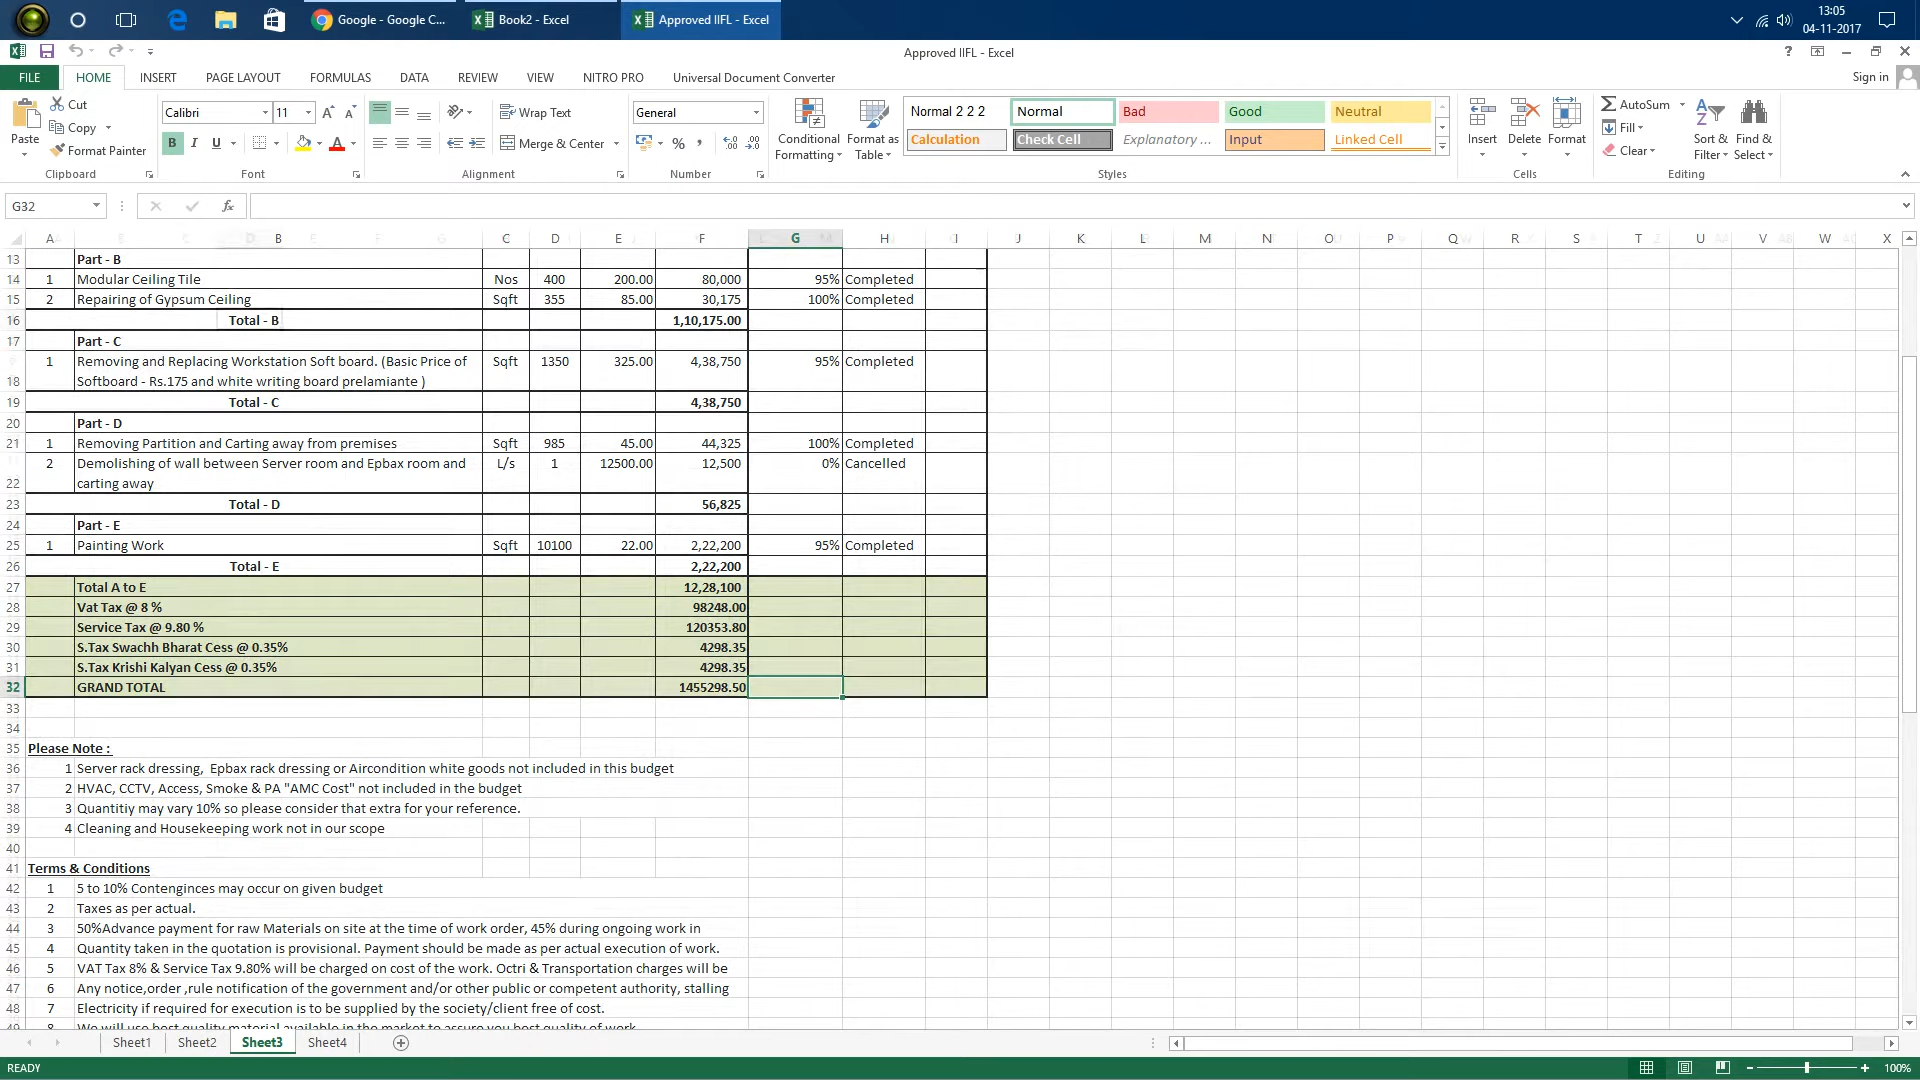 Google - Google C...
Book2 - Excel
Approved IIFL - Excel
13:05
04-11-2017
Approved IIFL - Excel
?
FILE
HOME
INSERT
PAGE LAYOUT
FORMULAS
DATA
REVIEW
VIEW
NITRO PRO
Universal Document Converter
Sign in
Paste
Cut
Copy
Format Painter
Clipboard
Calibri
11
A A
B I U A
Font
Wrap Text
Merge & Center
Alignment
General
% ,
Number
Conditional Formatting
Format as Table
Normal 2 2 2
Normal
Bad
Good
Neutral
Calculation
Check Cell
Explanatory ...
Input
Linked Cell
Styles
Insert
Delete
Format
Cells
AutoSum
Fill
Clear
Sort & Filter
Find & Select
Editing
G32
fx
A B C D E F G H I J K L M N O P Q R S T U V W X
13 Part - B
14 1 Modular Ceiling Tile Nos 400 200.00 80,000 95% Completed
15 2 Repairing of Gypsum Ceiling Sqft 355 85.00 30,175 100% Completed
16 Total - B 1,10,175.00
17 Part - C
1 Removing and Replacing Workstation Soft board. (Basic Price of Sqft 1350 325.00 4,38,750 95% Completed
18 Softboard - Rs.175 and white writing board prelamiante )
19 Total - C 4,38,750
20 Part - D
21 1 Removing Partition and Carting away from premises Sqft 985 45.00 44,325 100% Completed
2 Demolishing of wall between Server room and Epbax room and L/s 1 12500.00 12,500 0% Cancelled
22 carting away
23 Total - D 56,825
24 Part - E
25 1 Painting Work Sqft 10100 22.00 2,22,200 95% Completed
26 Total - E 2,22,200
27 Total A to E 12,28,100
28 Vat Tax @ 8 % 98248.00
29 Service Tax @ 9.80 % 120353.80
30 S.Tax Swachh Bharat Cess @ 0.35% 4298.35
31 S.Tax Krishi Kalyan Cess @ 0.35% 4298.35
32 GRAND TOTAL 1455298.50
33
34
35 Please Note :
36 1 Server rack dressing, Epbax rack dressing or Aircondition white goods not included in this budget
37 2 HVAC, CCTV, Access, Smoke & PA "AMC Cost" not included in the budget
38 3 Quantitiy may vary 10% so please consider that extra for your reference.
39 4 Cleaning and Housekeeping work not in our scope
40
41 Terms & Conditions
42 1 5 to 10% Contenginces may occur on given budget
43 2 Taxes as per actual.
44 3 50%Advance payment for raw Materials on site at the time of work order, 45% during ongoing work in
45 4 Quantity taken in the quotation is provisional. Payment should be made as per actual execution of work.
46 5 VAT Tax 8% & Service Tax 9.80% will be charged on cost of the work. Octri & Transportation charges will be
47 6 Any notice,order ,rule notification of the government and/or other public or competent authority, stalling
48 7 Electricity if required for execution is to be supplied by the society/client free of cost.
49 8 We will use best quality material available in the market to assure you best quality of work
Sheet1
Sheet2
Sheet3
Sheet4
READY
100%